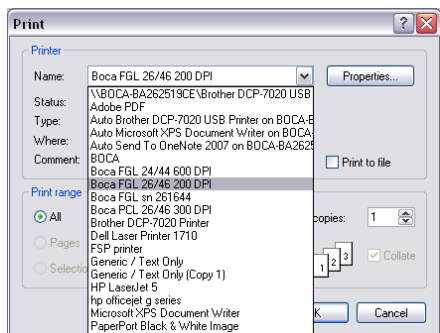 Print
Printer
Name: Boca FGL 26/46 200 DPI Properties...
\\BOCA-BA262519CE\Brother DCP-7020 USB
Status: Adobe PDF
Type: Auto Brother DCP-7020 USB Printer on BOCA-B
Auto Microsoft XPS Document Writer on BOCA-
Where: Auto Send To OneNote 2007 on BOCA-BA262
Comment: BOCA Print to file
Boca FGL 24/44 600 DPI
Boca FGL 26/46 200 DPI
Print range Boca FGL sn 261644
All Boca PCL 26/46 300 DPI copies: 1
Brother DCP-7020 Printer
Pages Dell Laser Printer 1710
FSP printer
Selectio Generic / Text Only 1 2 3 Collate
Generic / Text Only (Copy 1)
HP LaserJet 5
hp officejet g series
Microsoft XPS Document Writer K Cancel
PaperPort Black & White Image